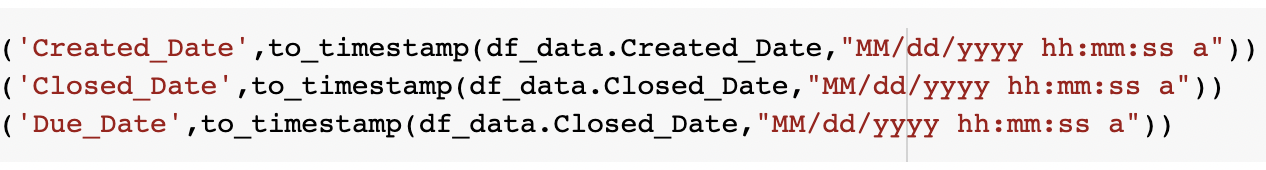 ('Created_Date',to_timestamp(df_data.Created_Date,"MM/dd/yyyy hh:mm:ss a"))
('Closed_Date',to_timestamp(df_data.Closed_Date,"MM/dd/yyyy hh:mm:ss a"))
('Due_Date',to_timestamp(df_data.Closed_Date,"MM/dd/yyyy hh:mm:ss a"))